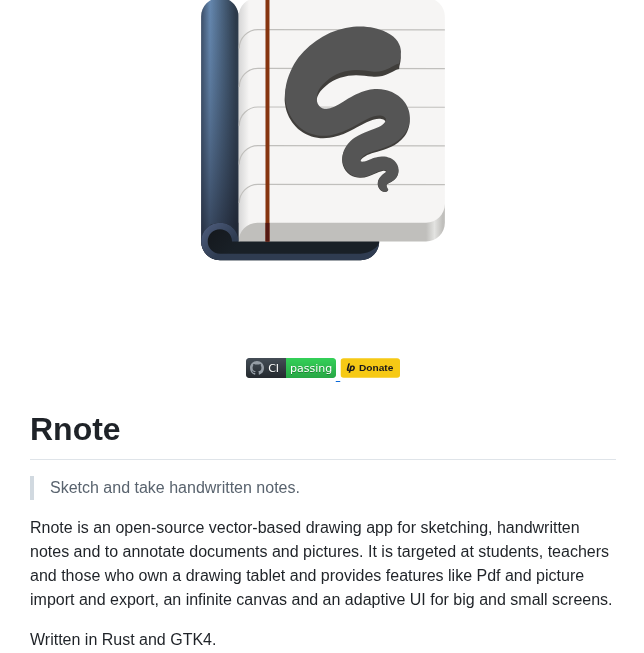 CI passing Donate
Rnote
Sketch and take handwritten notes.
Rnote is an open-source vector-based drawing app for sketching, handwritten
notes and to annotate documents and pictures. It is targeted at students, teachers
and those who own a drawing tablet and provides features like Pdf and picture
import and export, an infinite canvas and an adaptive UI for big and small screens.
Written in Rust and GTK4.